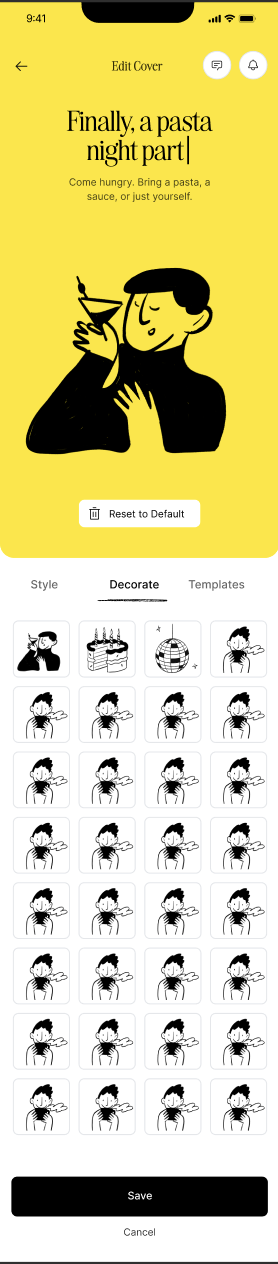 9:41
Edit Cover
Finally, a pasta
night part
Come hungry. Bring a pasta, a
sauce, or just yourself.
Reset to Default
Style
Decorate
Templates
Save
Cancel